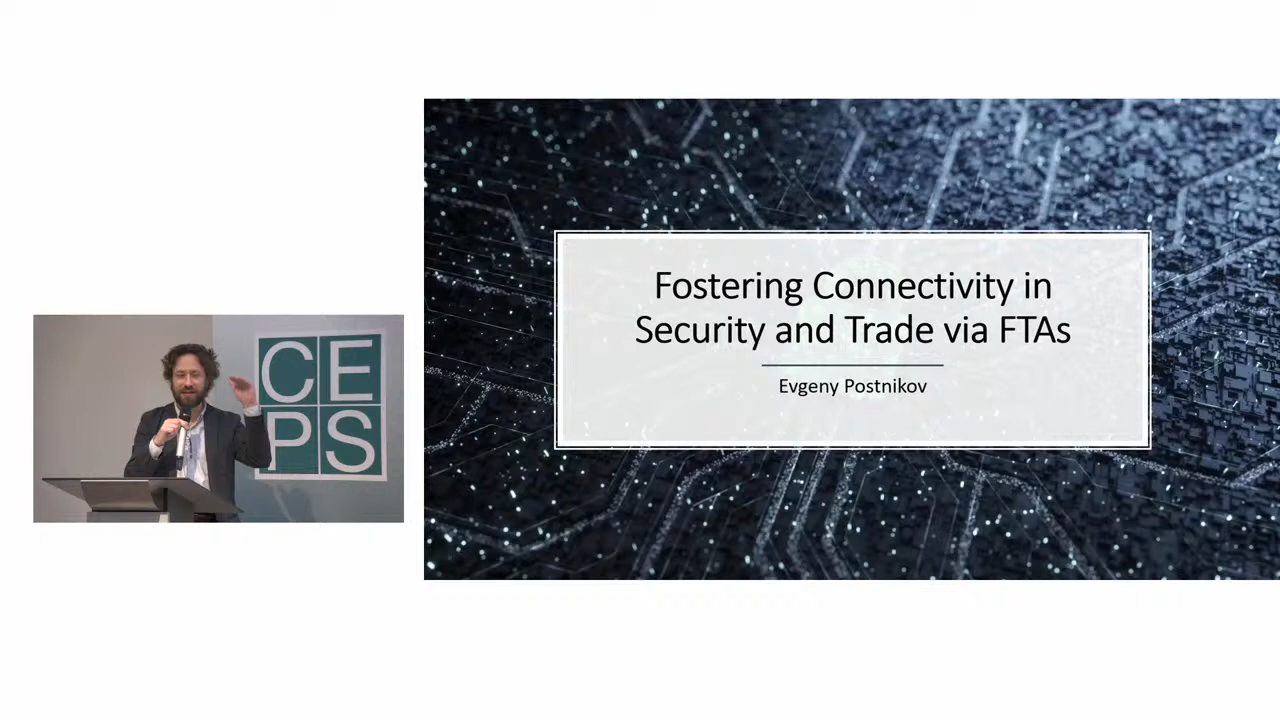 CE
PS
Fostering Connectivity in
Security and Trade via FTAs
Evgeny Postnikov